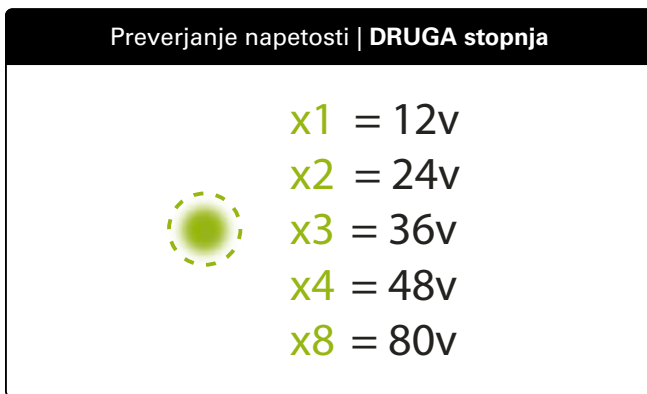 Preverjanje napetosti | DRUGA stopnja
x1 = 12v
x2 = 24v
x3 = 36v
x4 = 48v
x8 = 80v